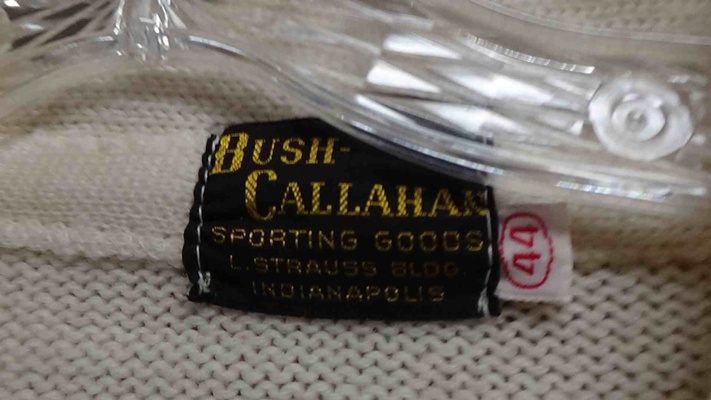 BUSH-
CALLAHAN
SPORTING GOODS
L. STRAUSS BLDG.
INDIANAPOLIS
44